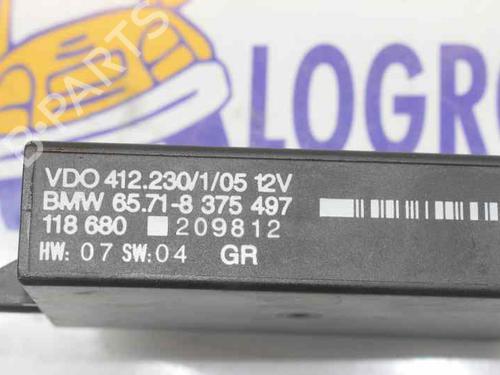 LOGRO
B-PARTS
VDO 412.230/1/05 12V
BMW 65.71-8 375 497
118 680 209812
HW: 07 SW: 04 GR